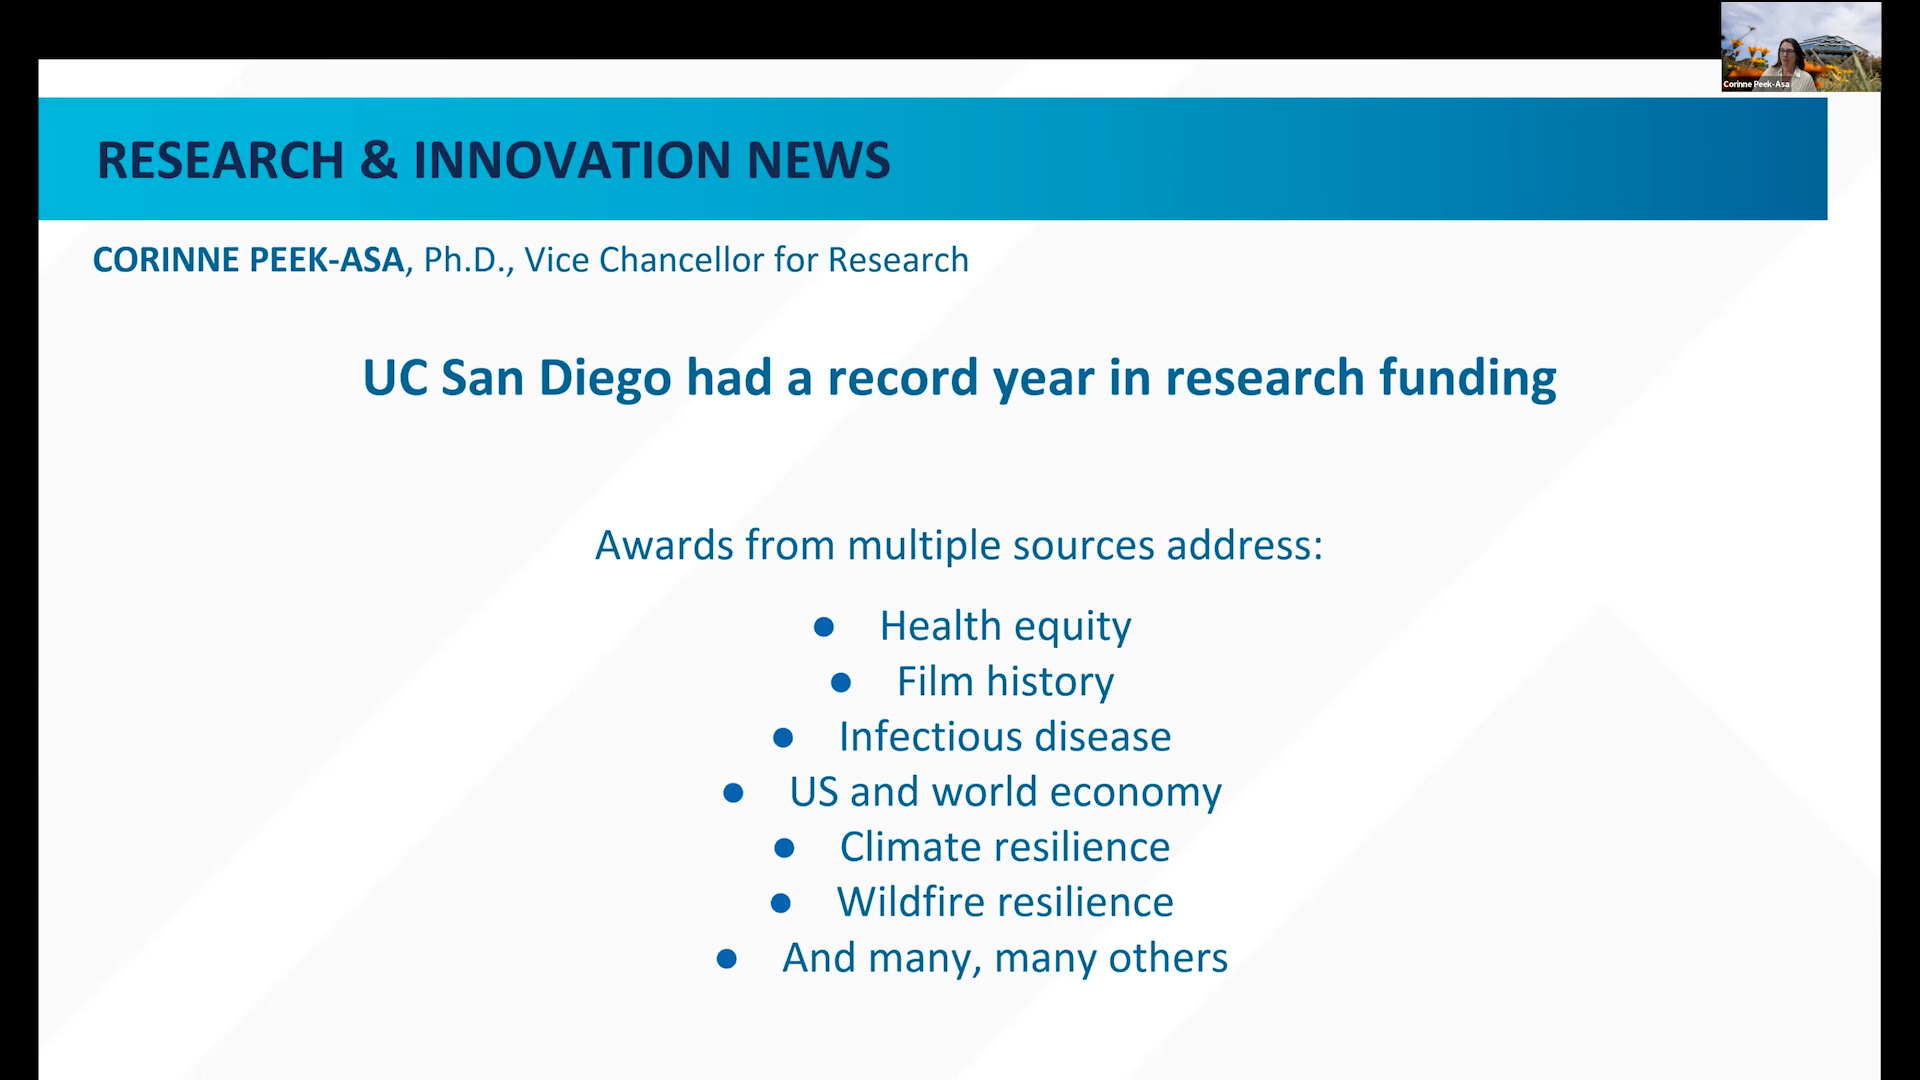 Corinne Peek-Asa
RESEARCH & INNOVATION NEWS
CORINNE PEEK-ASA, Ph.D., Vice Chancellor for Research
UC San Diego had a record year in research funding
Awards from multiple sources address:
● Health equity
● Film history
● Infectious disease
● US and world economy
● Climate resilience
● Wildfire resilience
● And many, many others